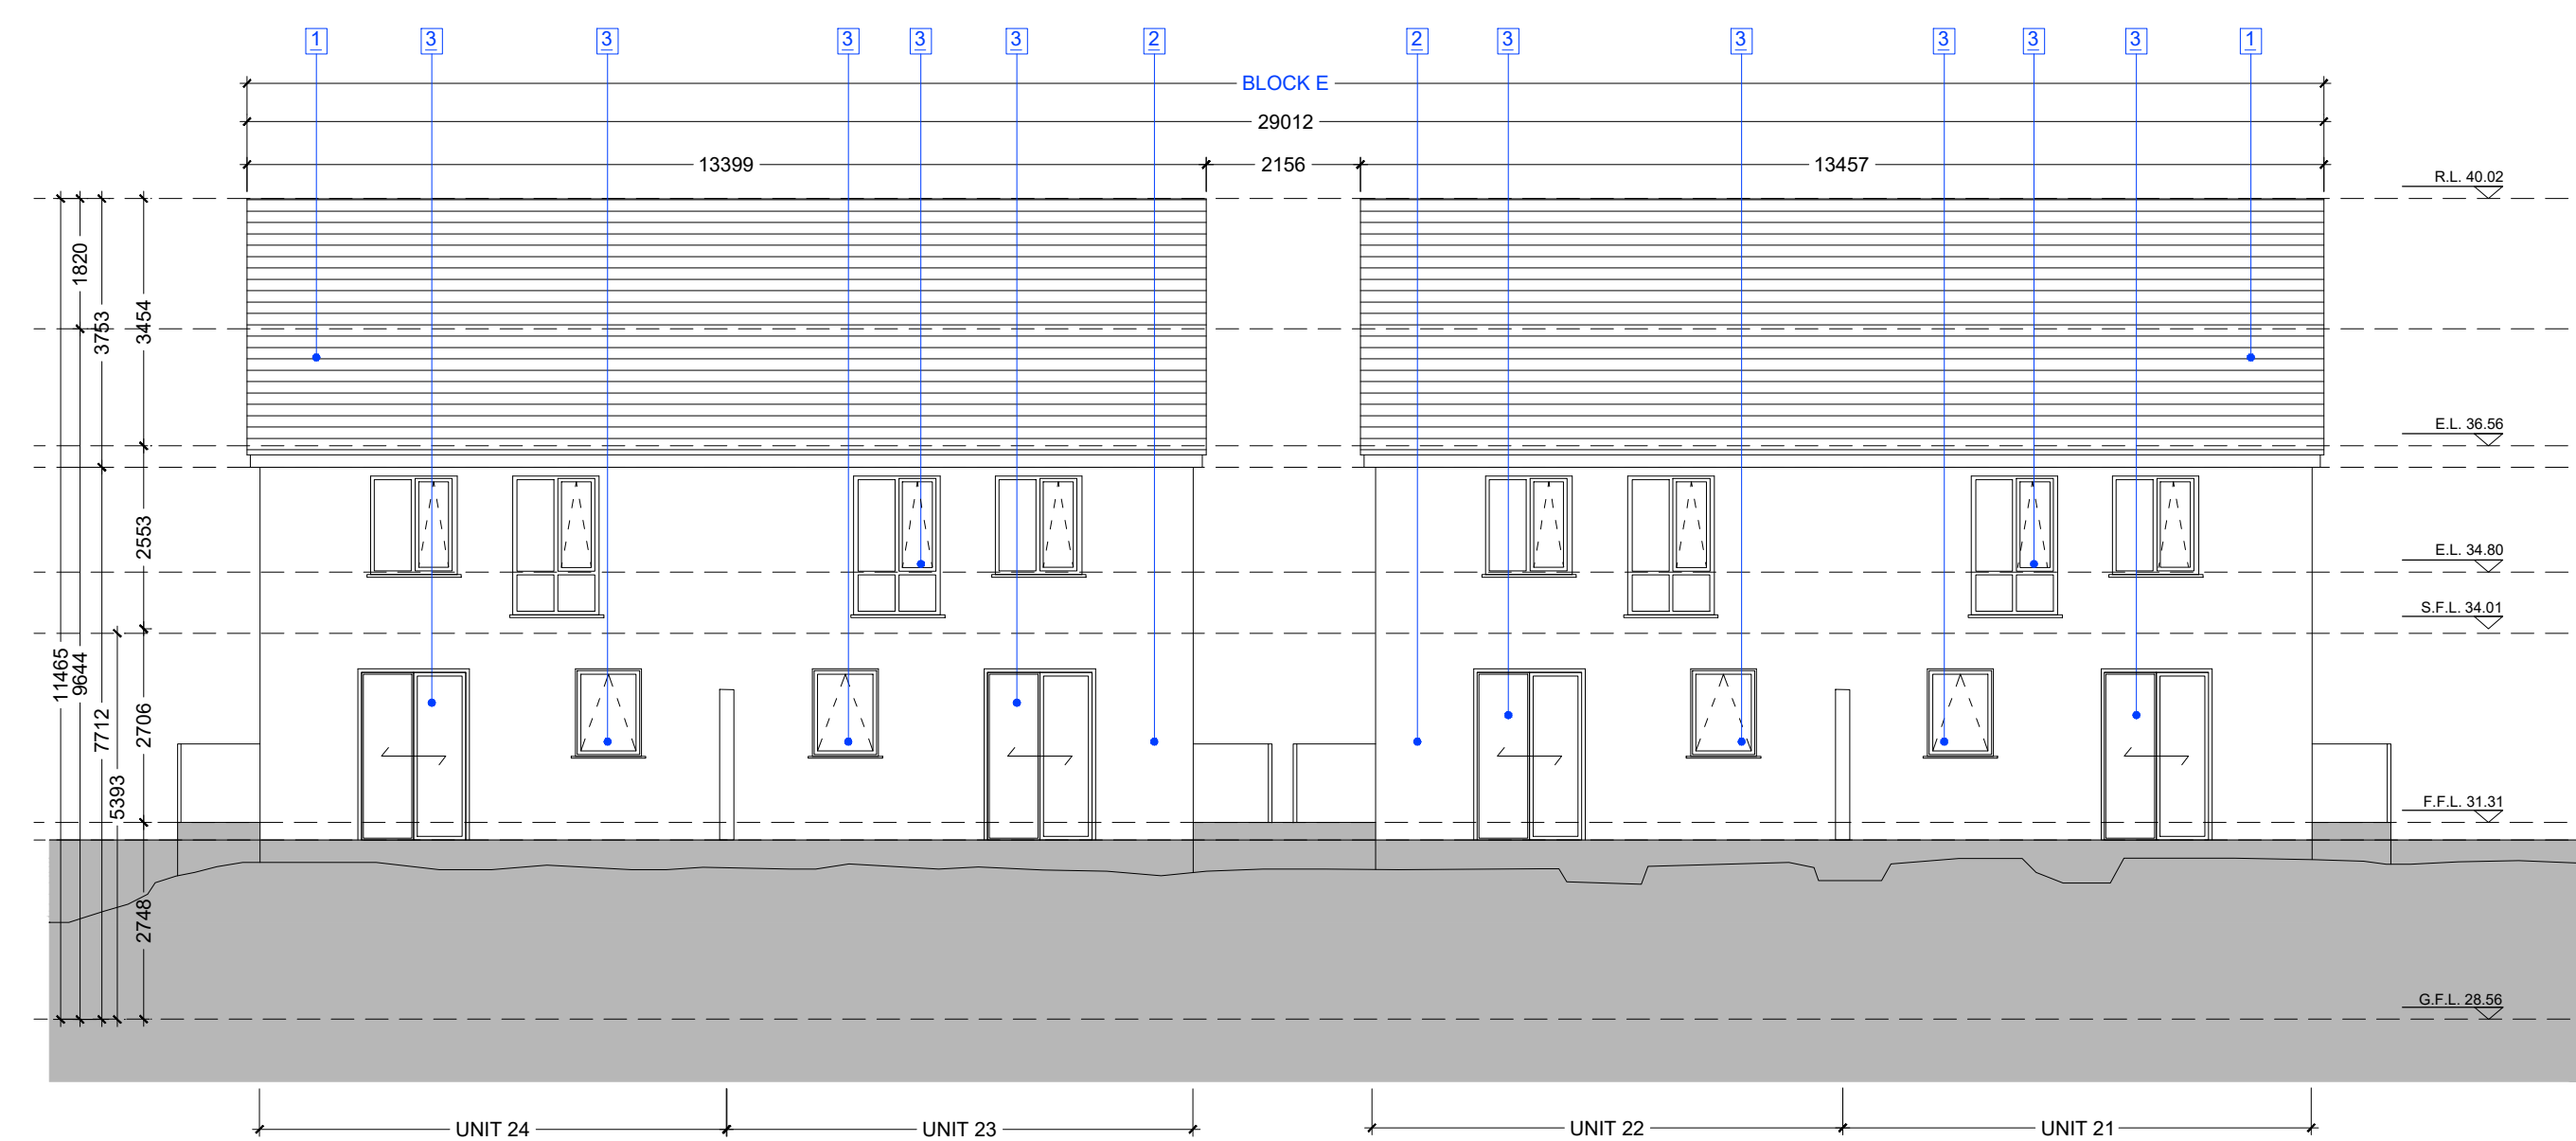 1 3 3 3 3 3 2 2 3 3 3 3 3 1
BLOCK E
29012
13399 2156 13457
R.L. 40.02
1820
3753
3454
E.L. 36.56
2553
E.L. 34.80
S.F.L. 34.01
11465
9644
7712
2706
5393
F.F.L. 31.31
2748
G.F.L. 28.56
UNIT 24 UNIT 23 UNIT 22 UNIT 21